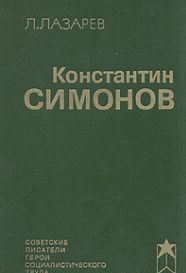 Л.ЛАЗАРЕВ
Константин
СИМОНОВ
СОВЕТСКИЕ
ПИСАТЕЛИ
ГЕРОИ
СОЦИАЛИСТИЧЕСКОГО
ТРУДА